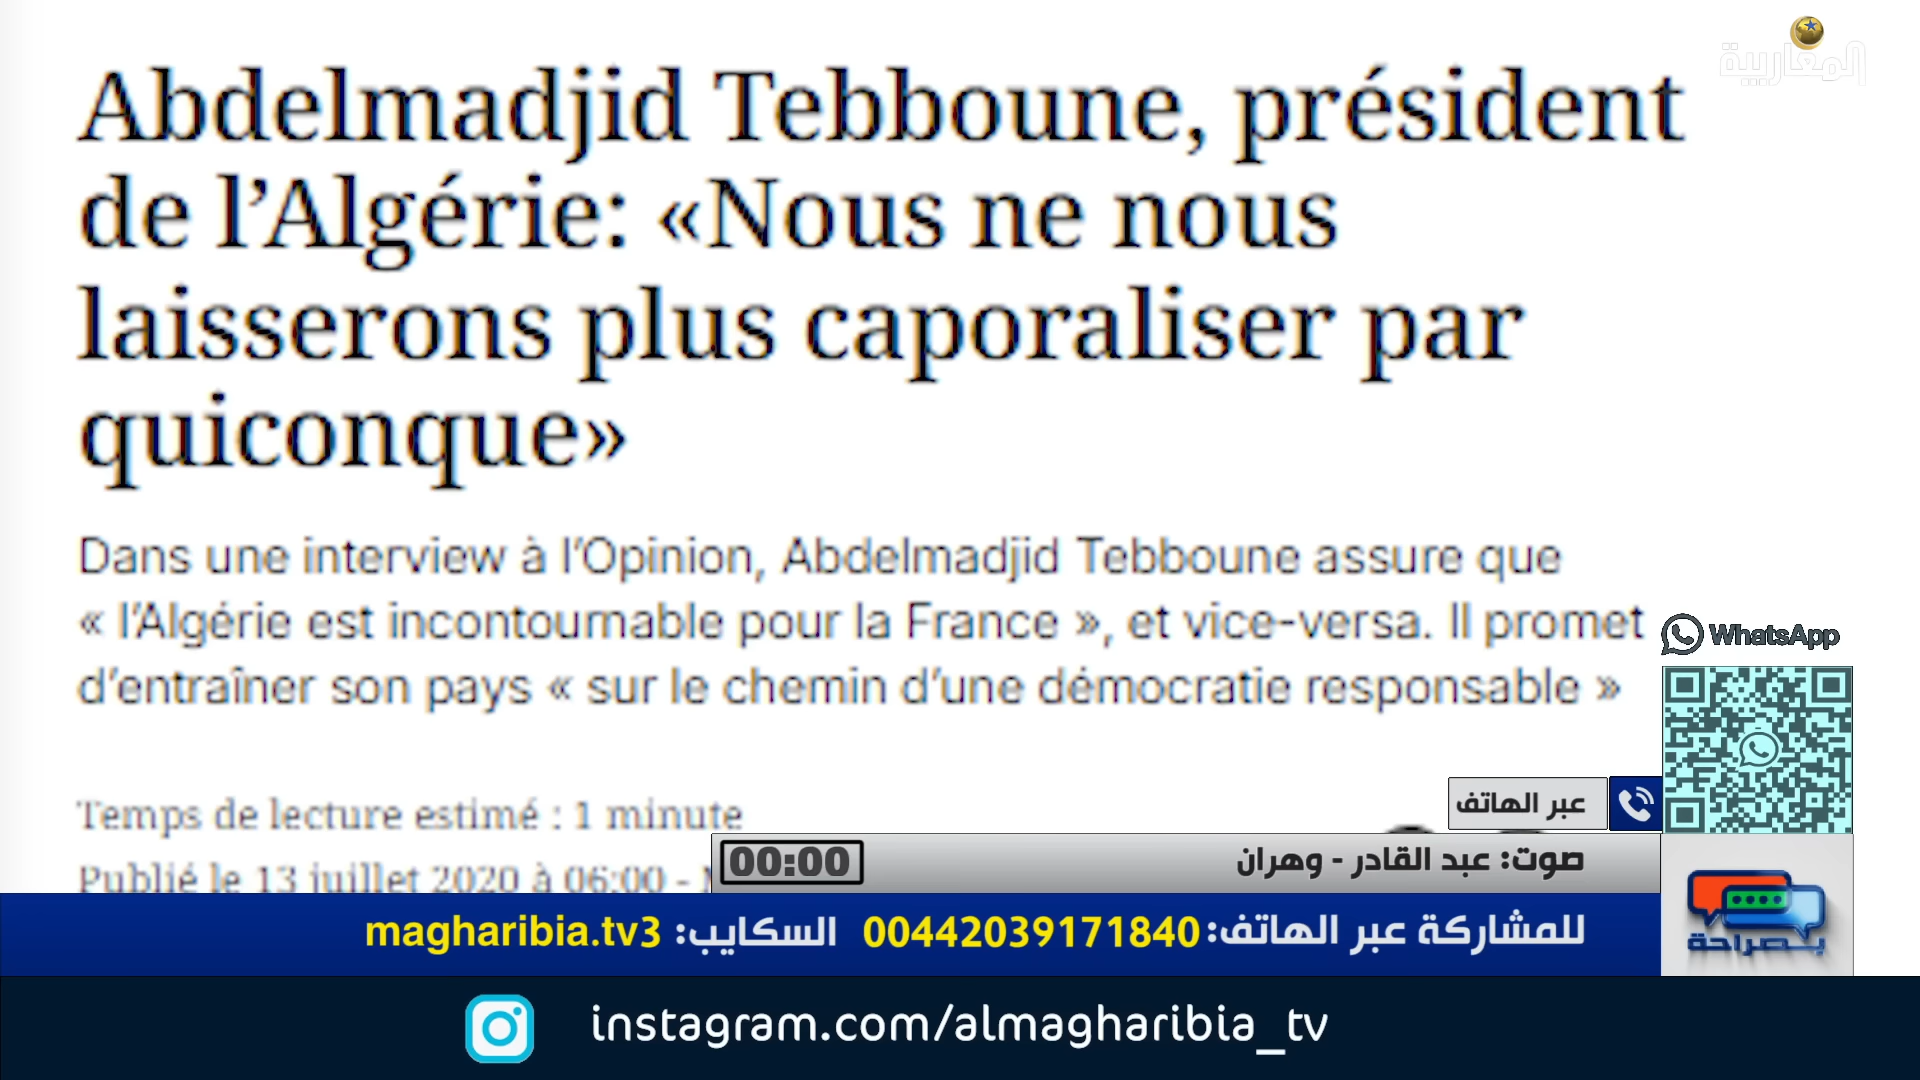 المغاربية
Abdelmadjid Tebboune, président
de l’Algérie: «Nous ne nous
laisserons plus caporaliser par
quiconque»
Dans une interview à l’Opinion, Abdelmadjid Tebboune assure que
« l’Algérie est incontournable pour la France », et vice-versa. Il promet
d’entraîner son pays « sur le chemin d’une démocratie responsable »
WhatsApp
Temps de lecture estimé : 1 minute
عبر الهاتف
Publié le 13 juillet 2020 à 06:00 -
00:00
صوت: عبد القادر - وهران
للمشاركة عبر الهاتف: 00442039171840 السكايب: magharibia.tv3
بصراحة
instagram.com/almagharibia_tv